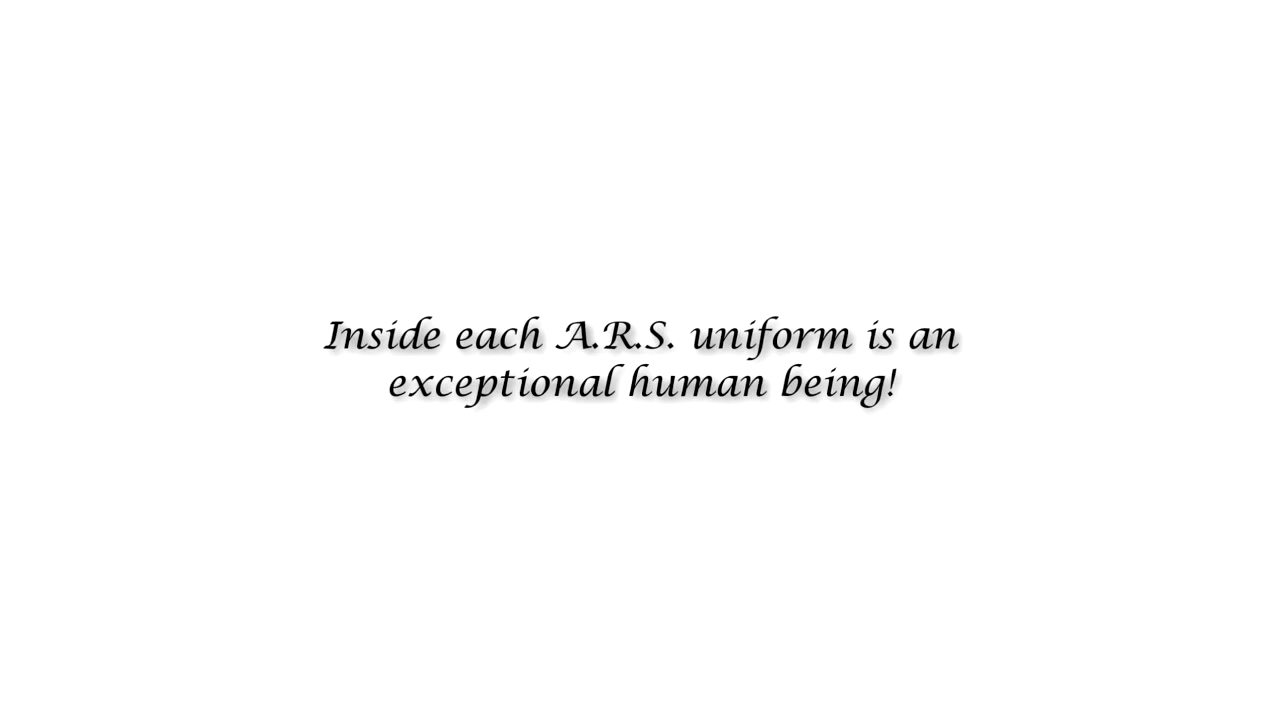 Inside each A.R.S. uniform is an
exceptional human being!